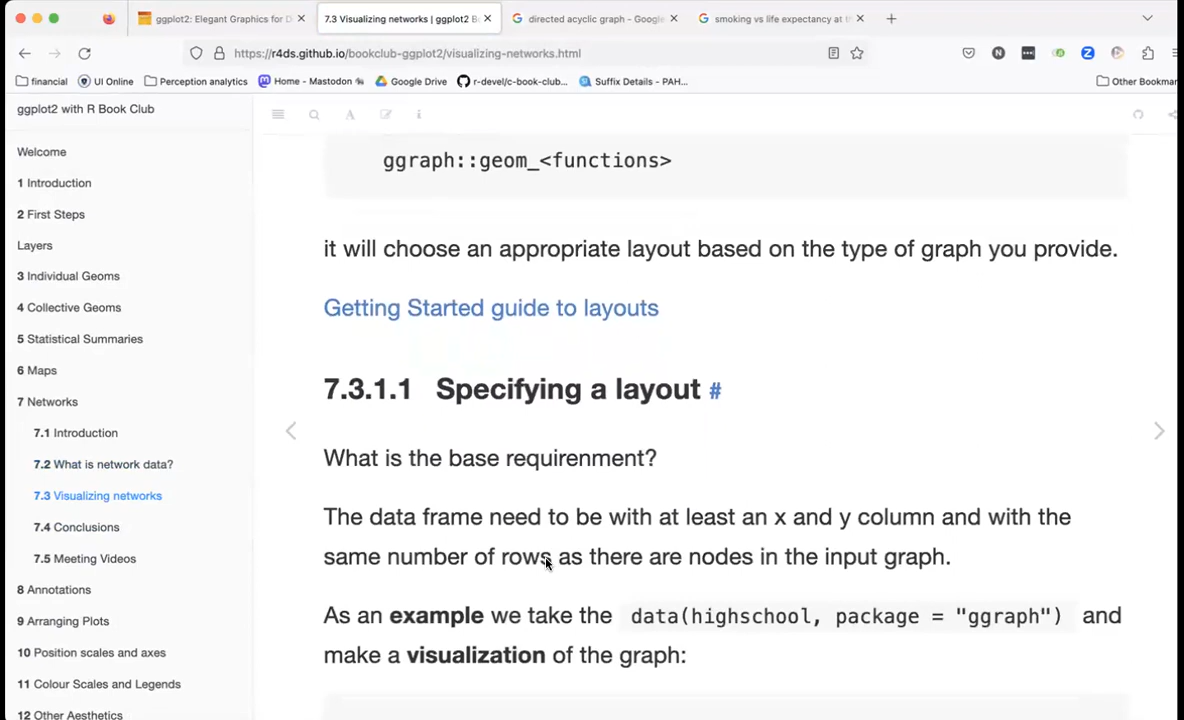 ggplot2: Elegant Graphics for D
7.3 Visualizing networks | ggplot2 B
directed acyclic graph - Google
smoking vs life expectancy at
https://r4ds.github.io/bookclub-ggplot2/visualizing-networks.html
financial
UI Online
Perception analytics
Home - Mastodon
Google Drive
r-devel/c-book-club...
Suffix Details - PAH...
Other Bookmar
ggplot2 with R Book Club
Welcome
1 Introduction
2 First Steps
Layers
3 Individual Geoms
4 Collective Geoms
5 Statistical Summaries
6 Maps
7 Networks
7.1 Introduction
7.2 What is network data?
7.3 Visualizing networks
7.4 Conclusions
7.5 Meeting Videos
8 Annotations
9 Arranging Plots
10 Position scales and axes
11 Colour Scales and Legends
12 Other Aesthetics
ggraph::geom_<functions>
it will choose an appropriate layout based on the type of graph you provide.
Getting Started guide to layouts
7.3.1.1 Specifying a layout #
What is the base requirenment?
The data frame need to be with at least an x and y column and with the
same number of rows as there are nodes in the input graph.
As an example we take the data(highschool, package = "ggraph") and
make a visualization of the graph: